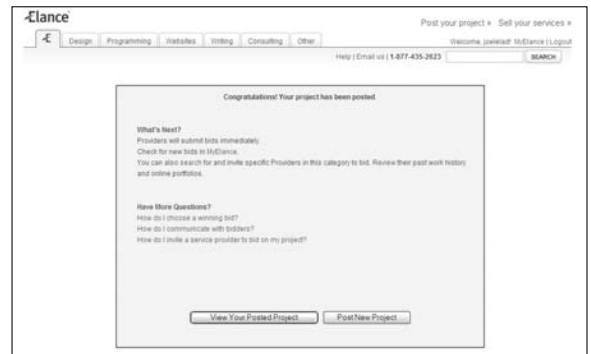 Elance
Post your project » Sell your services »
E Design Programming Websites Writing Consulting Other
Welcome, joelelad! MyElance | Logout
Help | Email us | 1-877-435-2623 SEARCH
Congratulations! Your project has been posted.
What's Next?
Providers will submit bids immediately.
Check for new bids in MyElance.
You can also search for and invite specific Providers in this category to bid. Review their past work history
and online portfolios.
Have More Questions?
How do I choose a winning bid?
How do I communicate with bidders?
How do I invite a service provider to bid on my project?
View Your Posted Project Post New Project